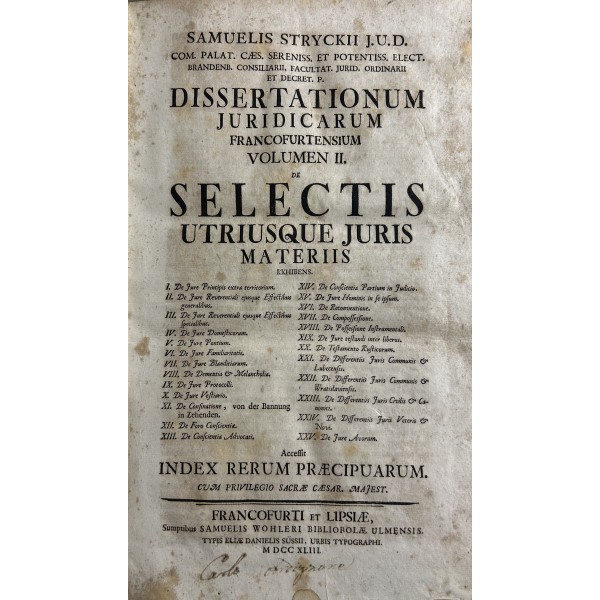 SAMUELIS STRYCKII J.U.D.
COM. PALAT. CÆS. SERENISS. ET POTENTISS. ELECT.
BRANDENB. CONSILIARII, FACULTAT. JURID. ORDINARII
ET DECRET. P.
DISSERTATIONUM
JURIDICARUM
FRANCOFURTENSIUM
VOLUMEN II.
DE
SELECTIS
UTRIUSQUE JURIS
MATERIIS
EXHIBENS.
I. De Jure Principis extra territorium.
II. De Jure Reverentiali ejusque Effectibus
generalibus.
III. De Jure Reverentiali ejusque Effectibus
specialibus.
IV. De Jure Domesticorum.
V. De Jure Pontium.
VI. De Jure Familiaritatis.
VII. De Jure Blanditiarum.
VIII. De Dementia & Melancholia.
IX. De Jure Protocolli.
X. De Jure Vestiario.
XI. De Confinatione, von der Bannung
in Zehenden.
XII. De Foro Conscientiæ.
XIII. De Conscientia Advocati.
XIV. De Conscientia Partium in Judicio.
XV. De Jure Hominis in se ipsum.
XVI. De Reconventione.
XVII. De Compossessione.
XVIII. De Possessione Instrumentali.
XIX. De Jure testandi inter liberos.
XX. De Testamento Rusticorum.
XXI. De Differentiis Juris Communis &
Lubecensis.
XXII. De Differentiis Juris Communis &
Wratislaviensis.
XXIII. De Differentiis Juris Civilis & Ca-
nonici.
XXIV. De Differentiis Juris Veteris &
Novi.
XXV. De Jure Avorum.
Accessit
INDEX RERUM PRÆCIPUARUM.
CUM PRIVILEGIO SACRÆ CÆSAR. MAJEST.
FRANCOFURTI ET LIPSIÆ,
Sumptibus SAMUELIS WOHLERI BIBLIOPOLÆ ULMENSIS.
TYPIS ELIÆ DANIELIS SÜSSII, URBIS TYPOGRAPHI.
M DCC XLIII.
Carlo